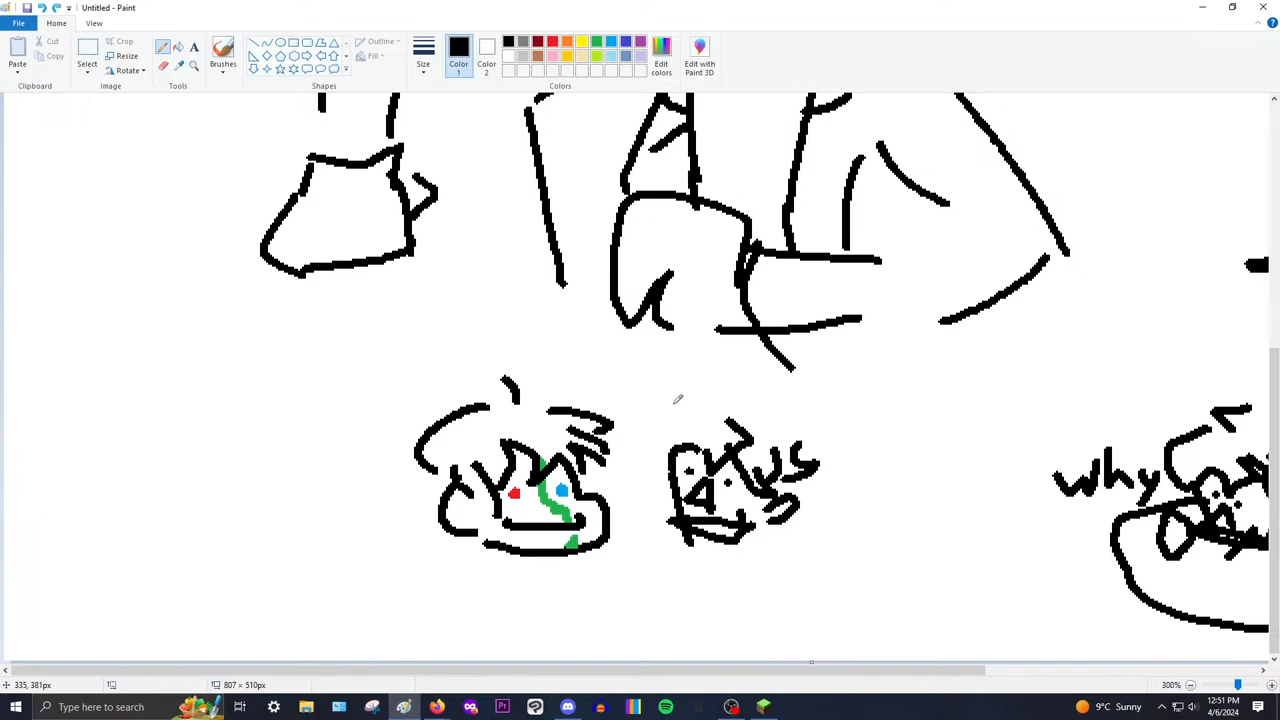 Untitled - Paint
File Home View
Paste Cut Copy Clipboard
Select Crop Resize Rotate Image
Tools
Brushes
Outline Fill Shapes
Size
Color 1 Color 2 Edit colors Edit with Paint 3D Colors
why
335, 381px 807 × 510px 300%
Type here to search 9°C Sunny 12:51 PM 4/6/2024